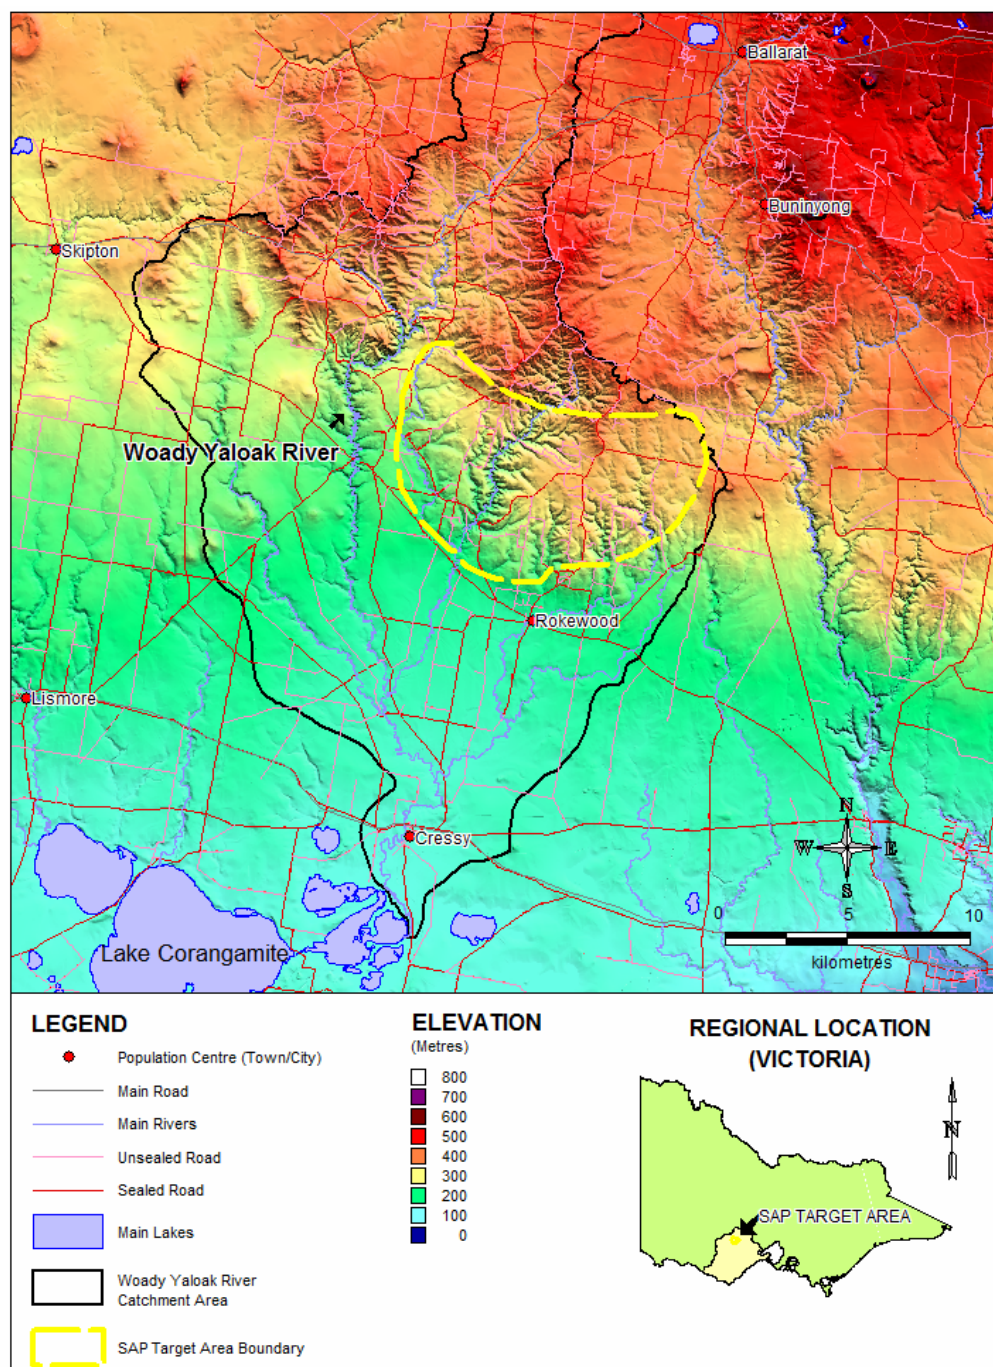 Ballarat
Buninyong
Skipton
Woady Yaloak River
Rokewood
Lismore
Cressy
Lake Corangamite
N
W E
S
0 5 10
kilometres
LEGEND
Population Centre (Town/City)
Main Road
Main Rivers
Unsealed Road
Sealed Road
Main Lakes
Woady Yaloak River
Catchment Area
SAP Target Area Boundary
ELEVATION
(Metres)
800
700
600
500
400
300
200
100
0
REGIONAL LOCATION
(VICTORIA)
N
SAP TARGET AREA